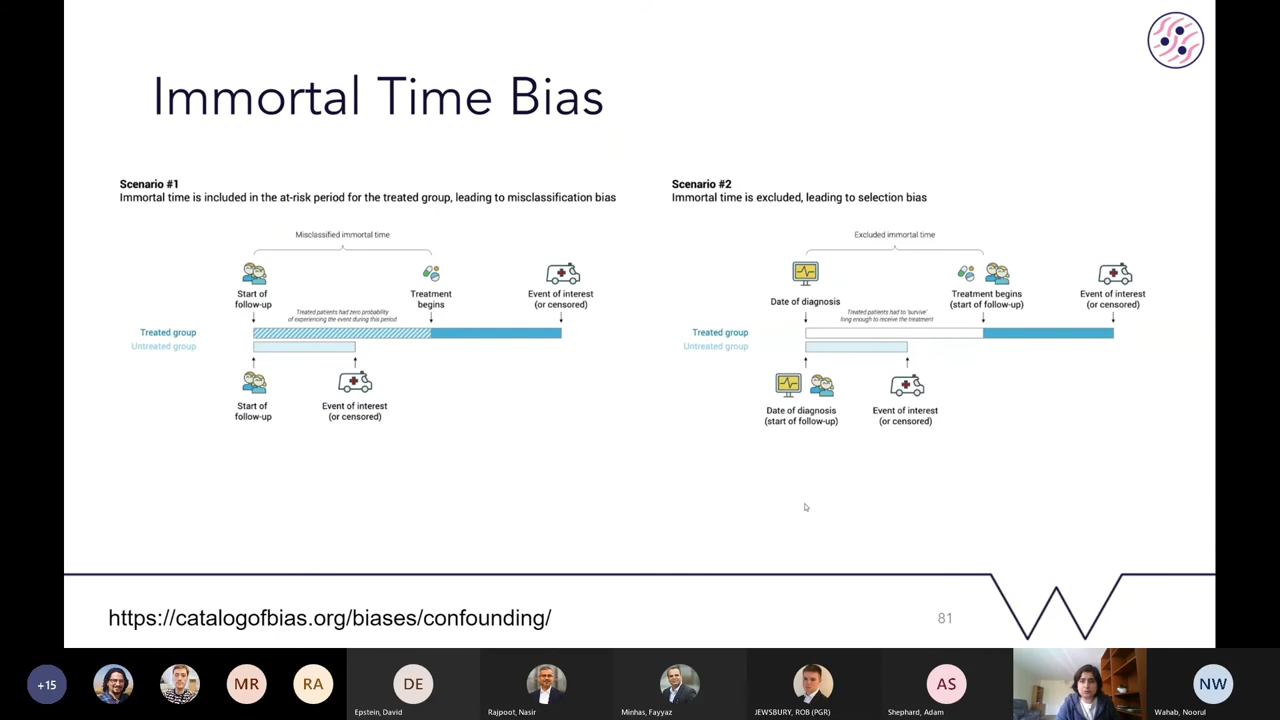 Immortal Time Bias
Scenario #1
Immortal time is included in the at-risk period for the treated group, leading to misclassification bias
Misclassified immortal time
Start of
follow-up
Treatment
begins
Event of interest
(or censored)
Treated patients had zero probability
of experiencing the event during this period
Treated group
Untreated group
Start of
follow-up
Event of interest
(or censored)
Scenario #2
Immortal time is excluded, leading to selection bias
Excluded immortal time
Date of diagnosis
Treatment begins
(start of follow-up)
Event of interest
(or censored)
Treated patients had to 'survive'
long enough to receive the treatment
Treated group
Untreated group
Date of diagnosis
(start of follow-up)
Event of interest
(or censored)
https://catalogofbias.org/biases/confounding/
81
+15
MR
RA
DE
Epstein, David
Rajpoot, Nasir
Minhas, Fayyaz
JEWSBURY, ROB (PGR)
AS
Shephard, Adam
NW
Wahab, Noorul